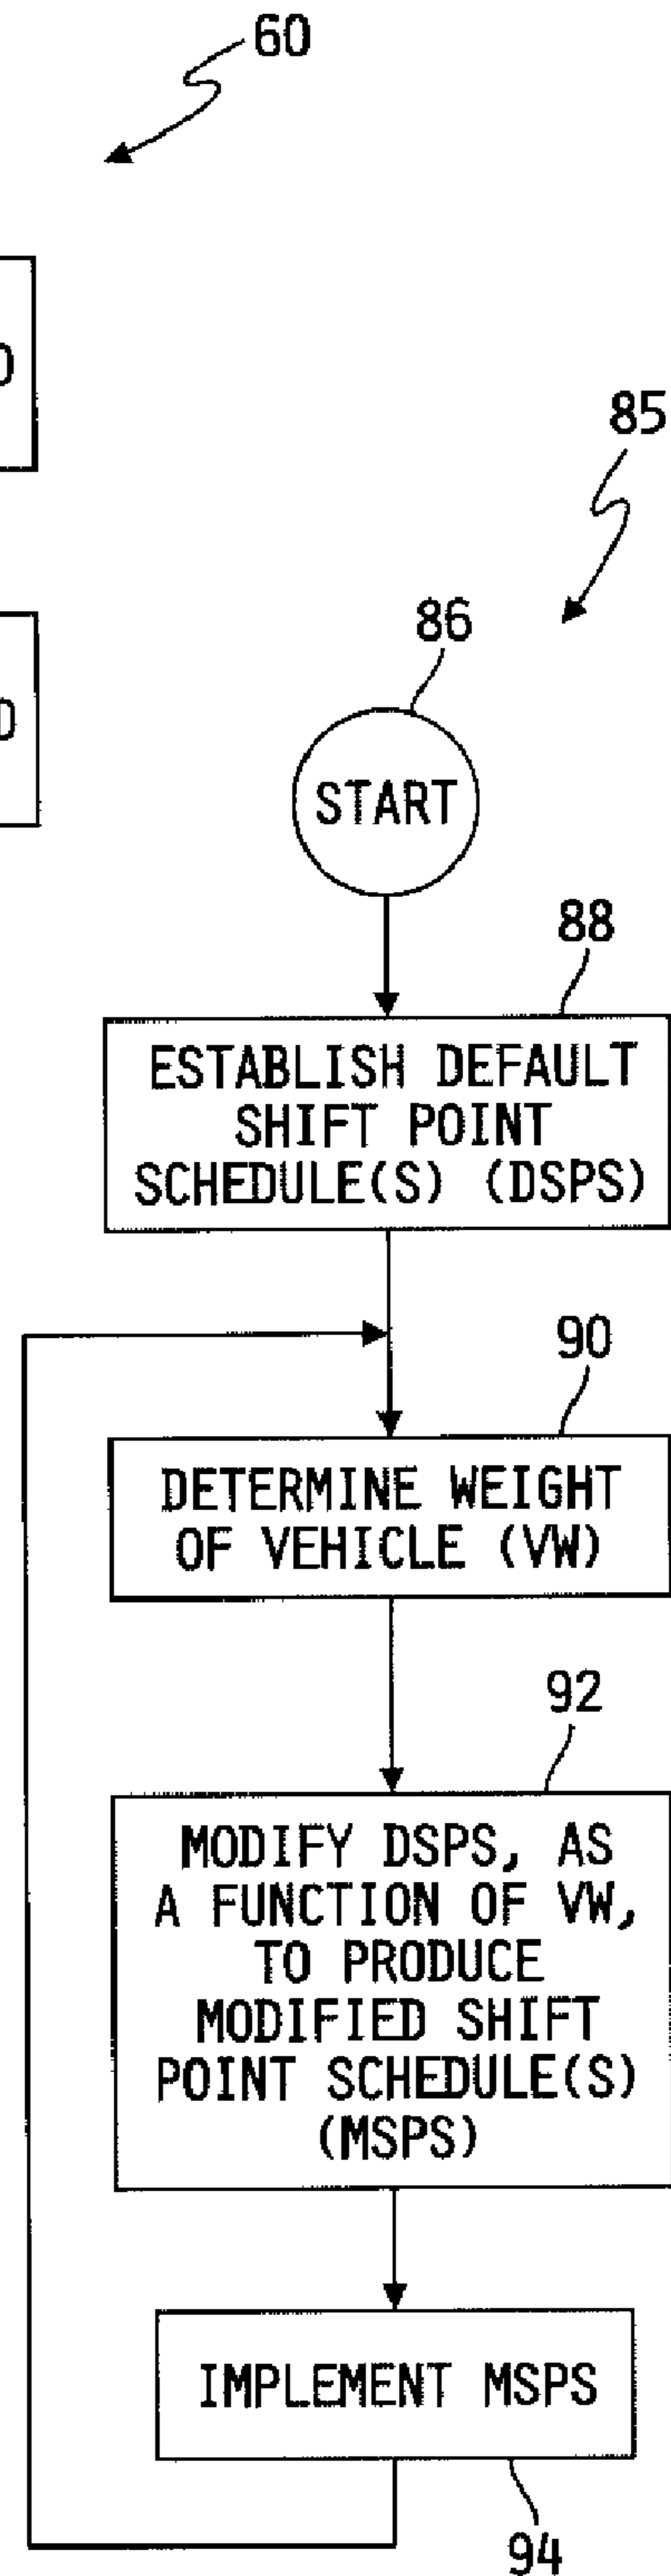 60
D
85
D
86
START
88
ESTABLISH DEFAULT
SHIFT POINT
SCHEDULE(S) (DSPS)
90
DETERMINE WEIGHT
OF VEHICLE (VW)
92
MODIFY DSPS, AS
A FUNCTION OF VW,
TO PRODUCE
MODIFIED SHIFT
POINT SCHEDULE(S)
(MSPS)
IMPLEMENT MSPS
94